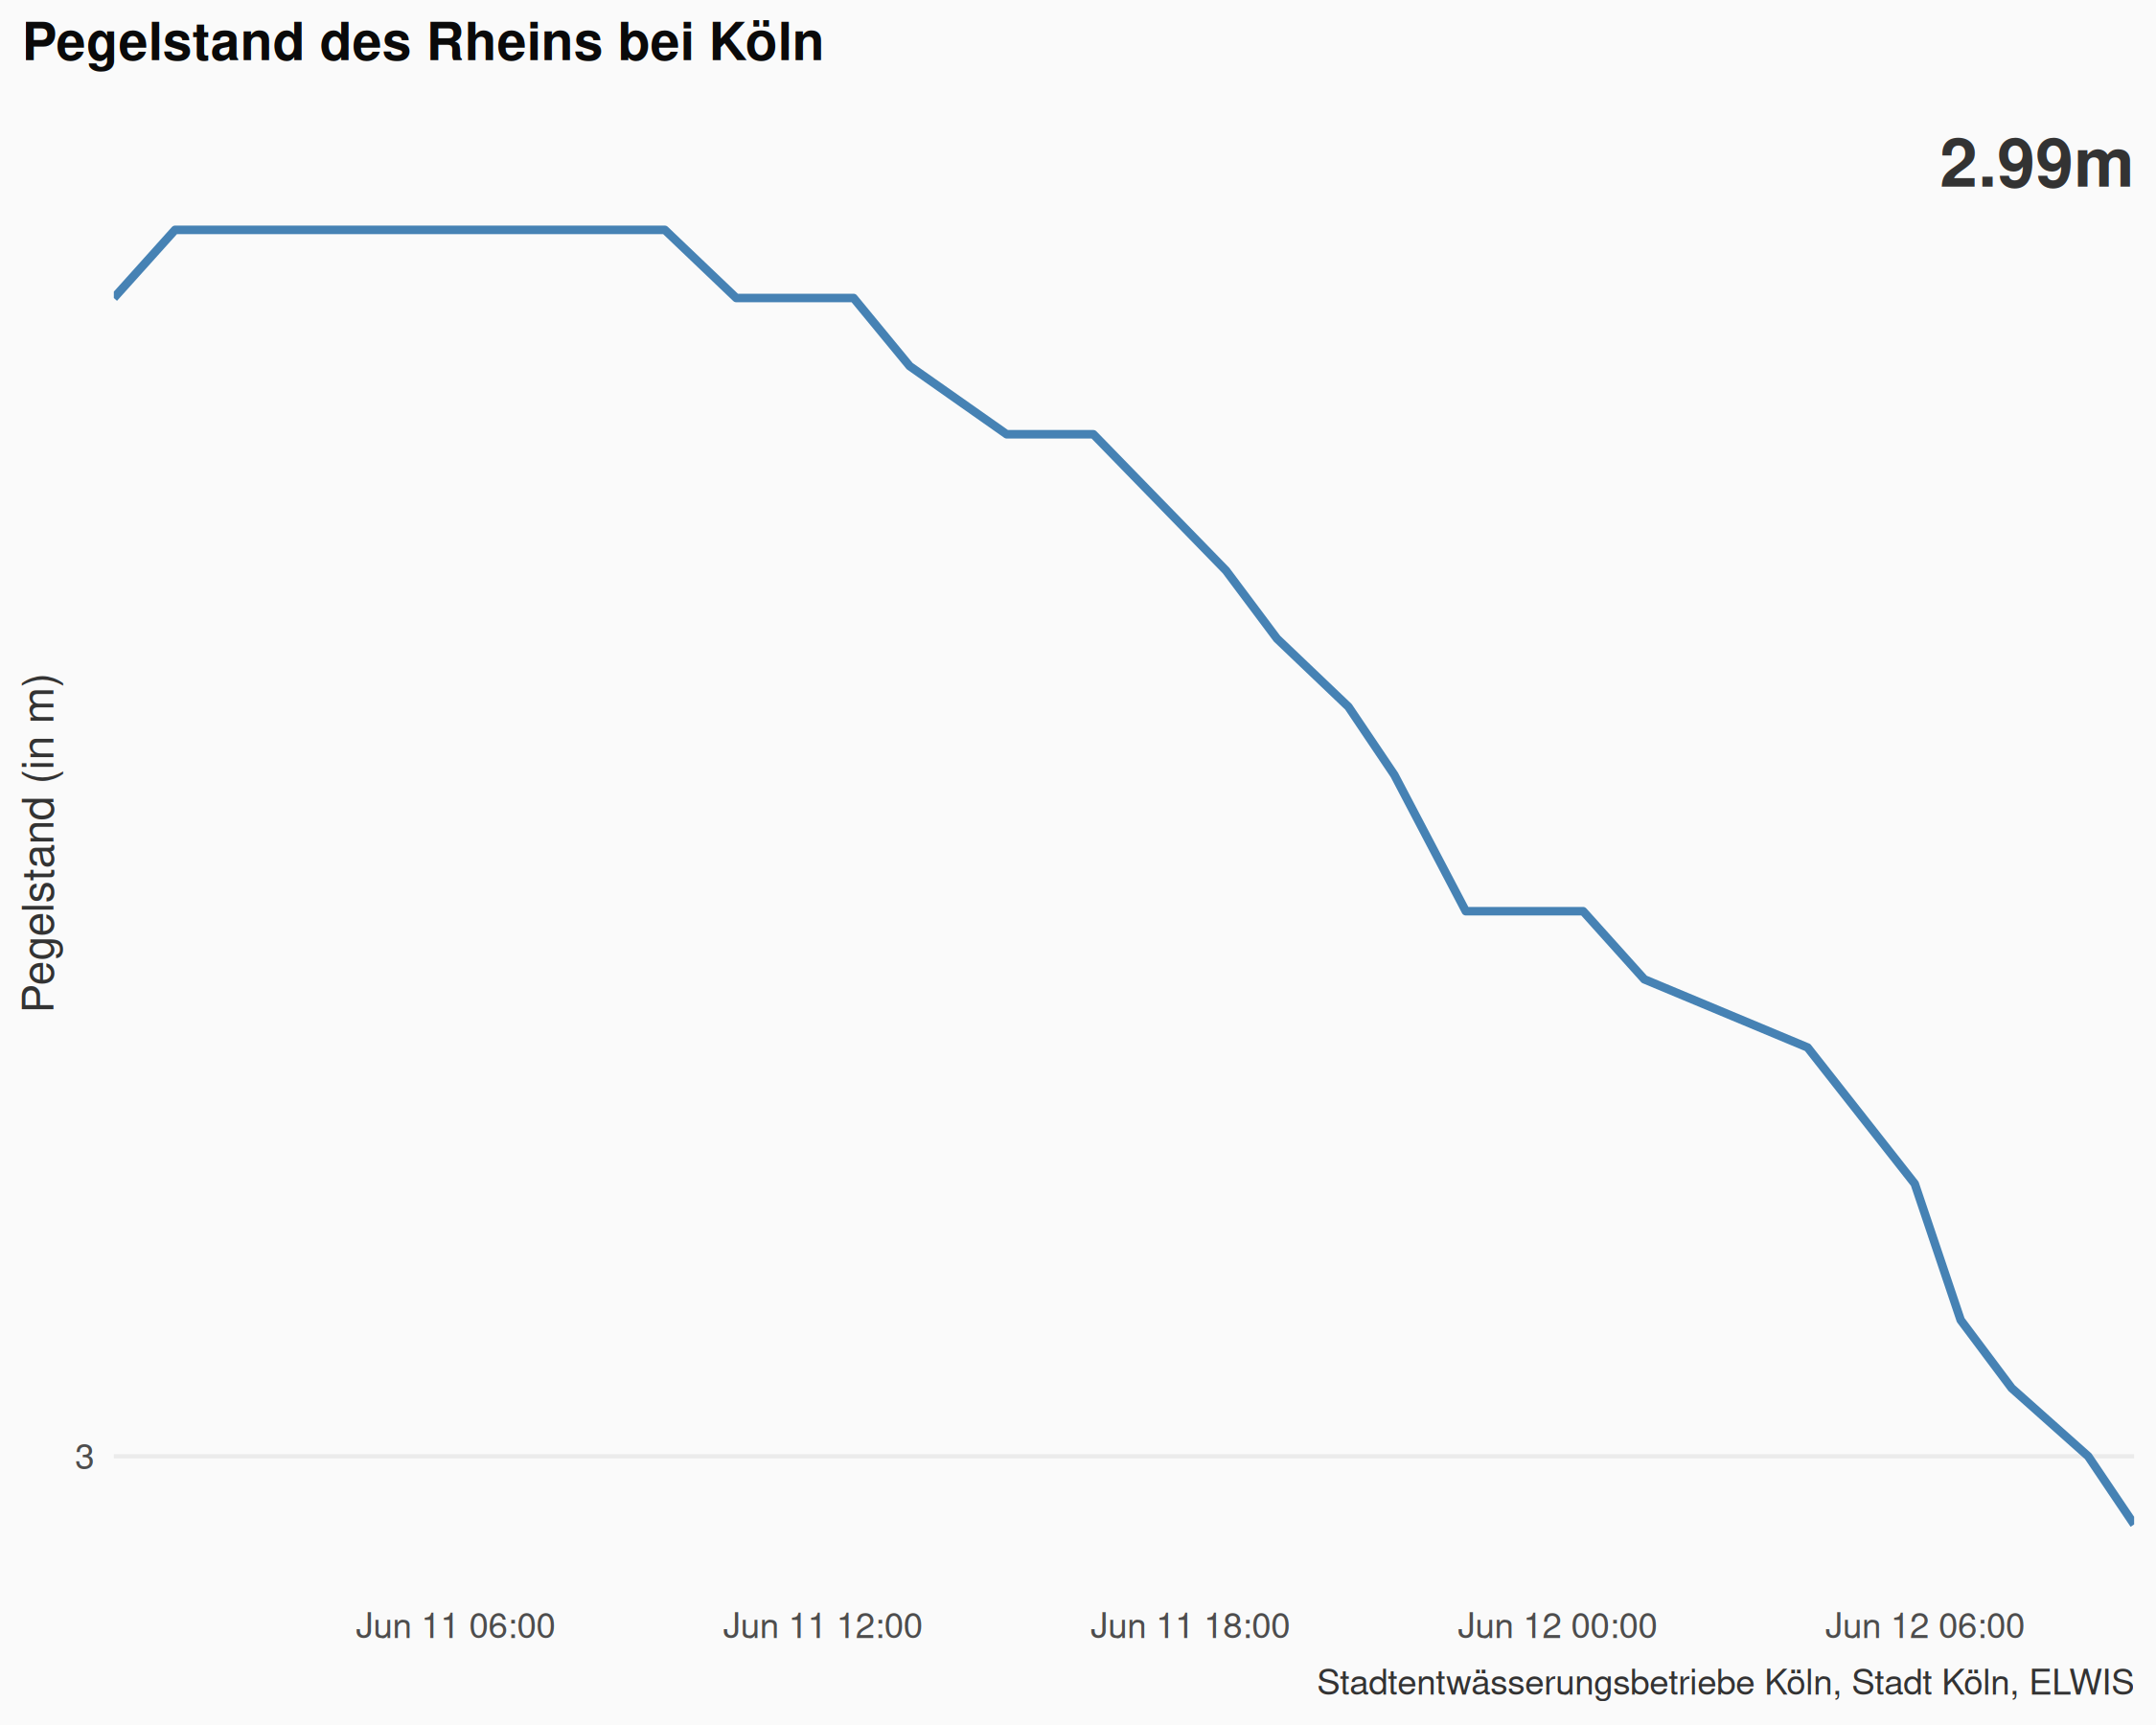 Pegelstand des Rheins bei Köln
2.99m
Pegelstand (in m)
3
Jun 11 06:00
Jun 11 12:00
Jun 11 18:00
Jun 12 00:00
Jun 12 06:00
Stadtentwässerungsbetriebe Köln, Stadt Köln, ELWIS